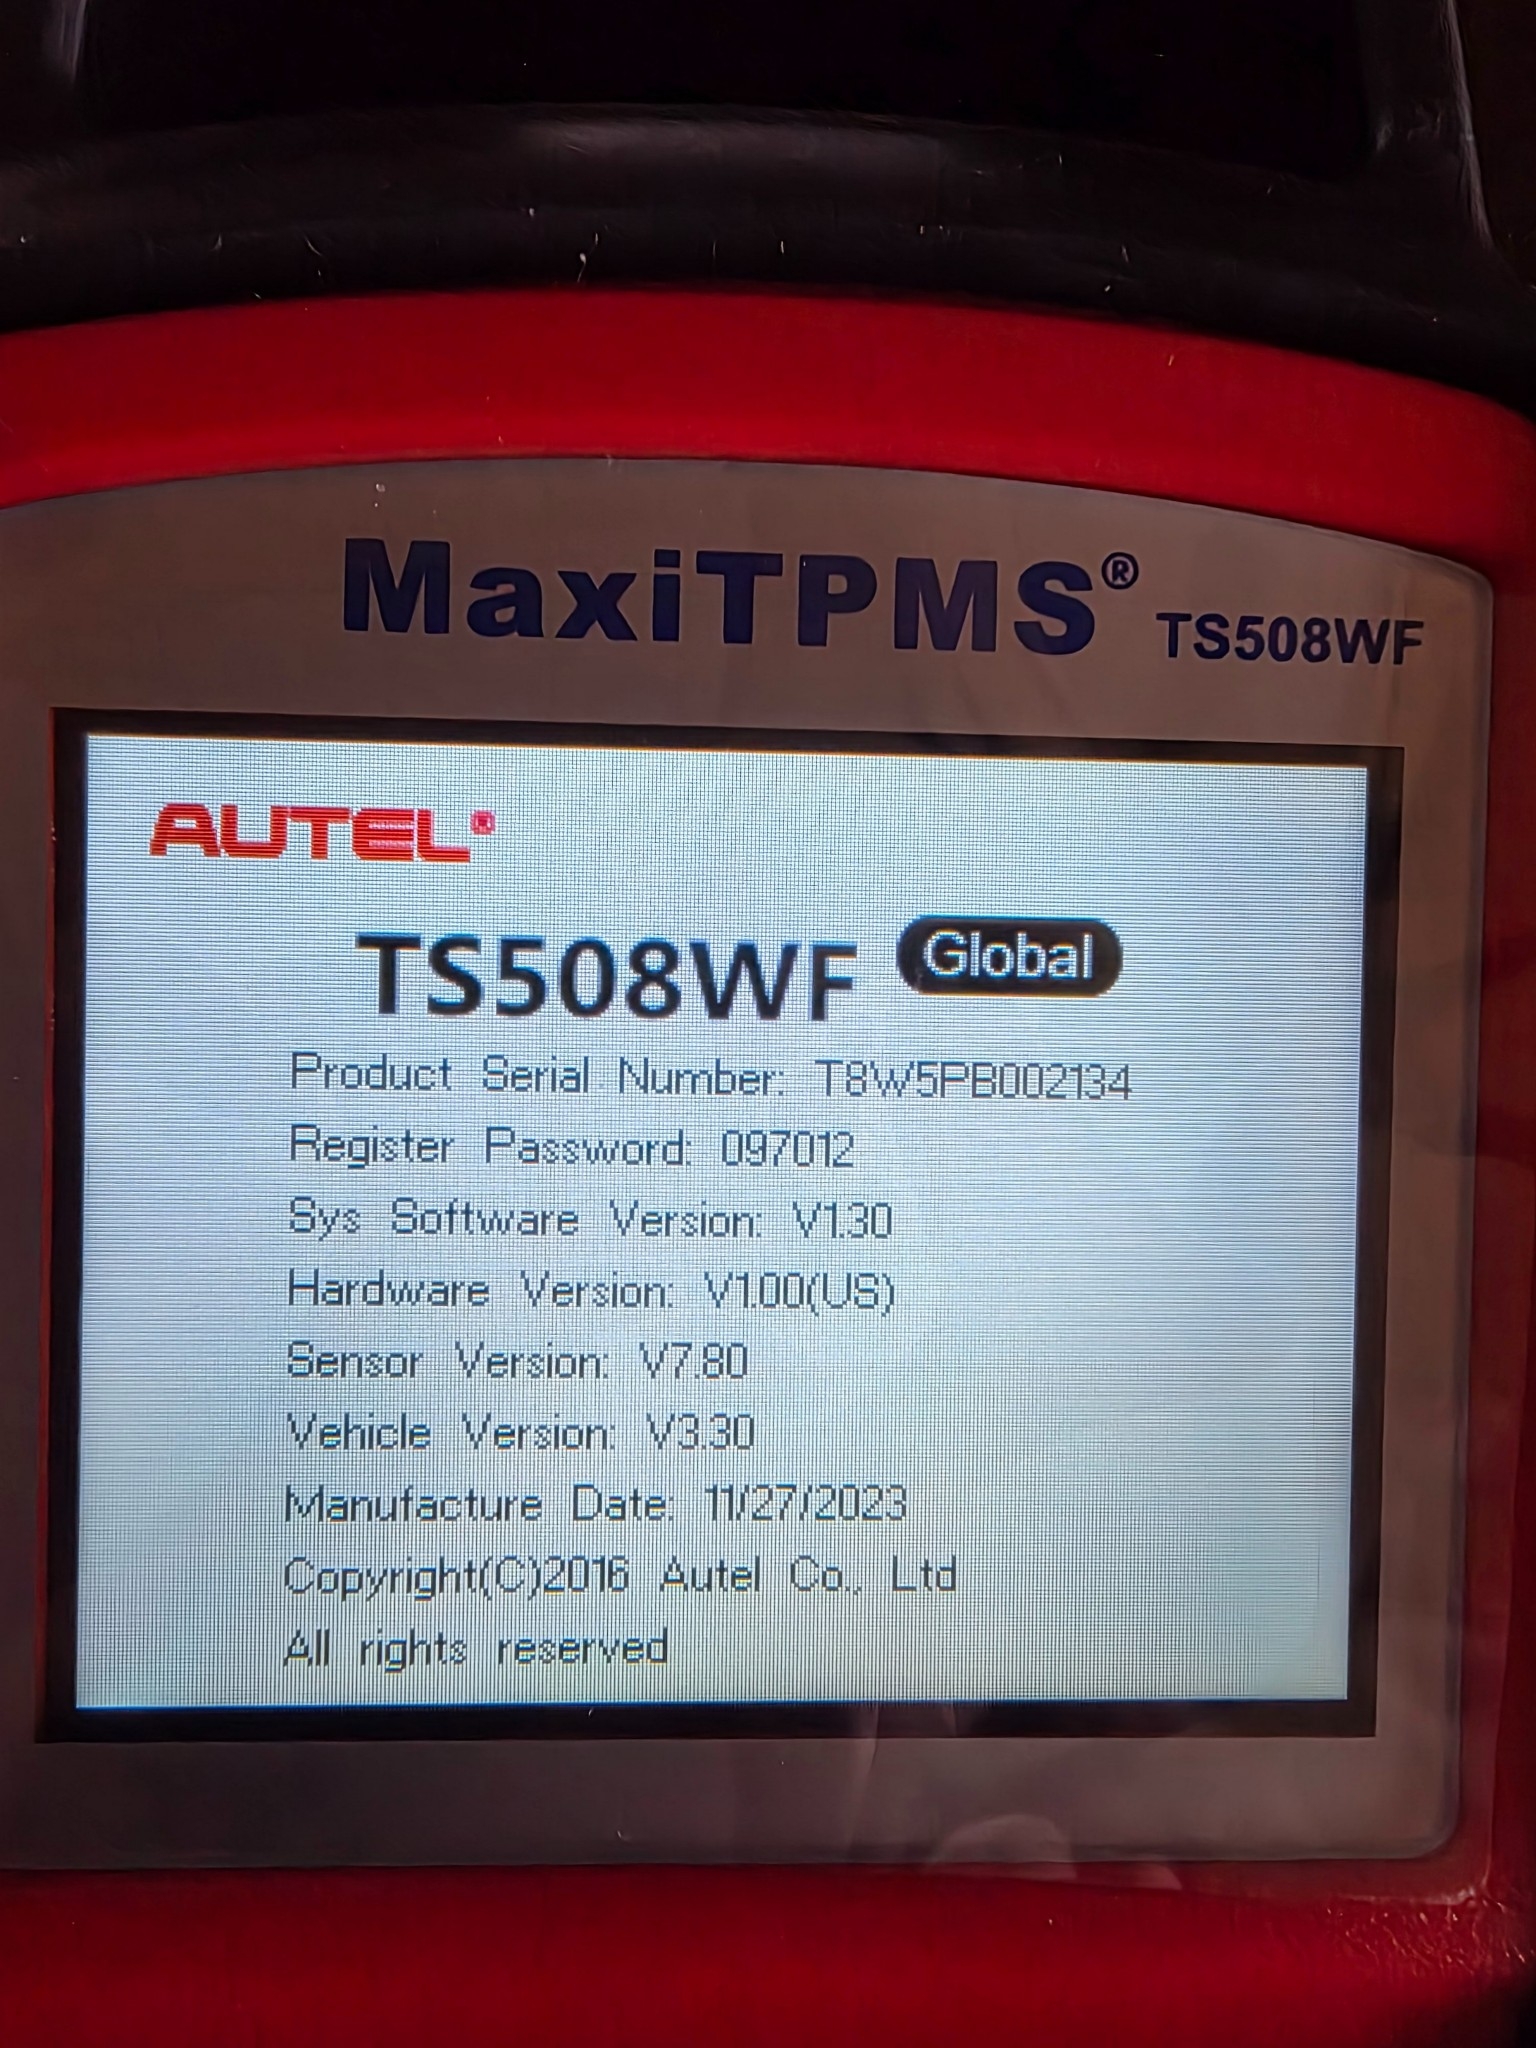 MaxiTPMS® TS508WF
AUTEL®
TS508WF Global
Product Serial Number: T8W5PB002134
Register Password: 097012
Sys Software Version: V1.30
Hardware Version: V1.00(US)
Sensor Version: V7.80
Vehicle Version: V3.30
Manufacture Date: 11/27/2023
Copyright(C)2016 Autel Co., Ltd
All rights reserved